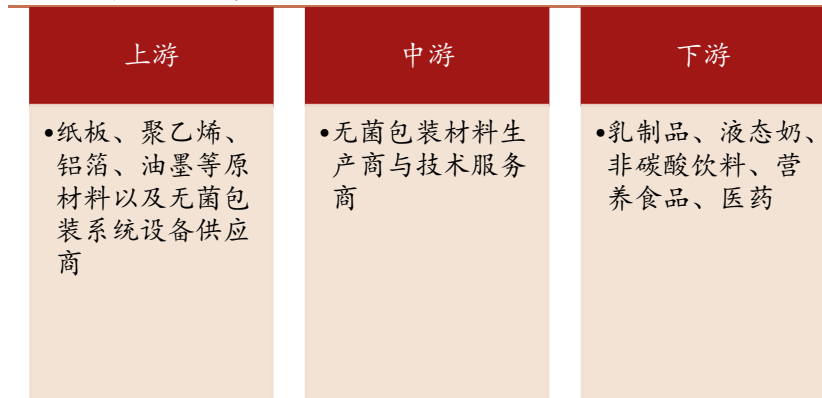 上游
•纸板、聚乙烯、
铝箔、油墨等原
材料以及无菌包
装系统设备供应
商
中游
•无菌包装材料生
产商与技术服务
商
下游
•乳制品、液态奶、
非碳酸饮料、营
养食品、医药